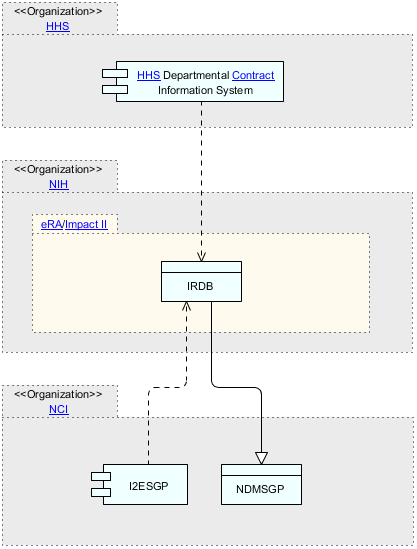 <<Organization>>
HHS
HHS Departmental Contract
Information System
<<Organization>>
NIH
eRA/Impact II
IRDB
<<Organization>>
NCI
I2ESGP
NDMSGP